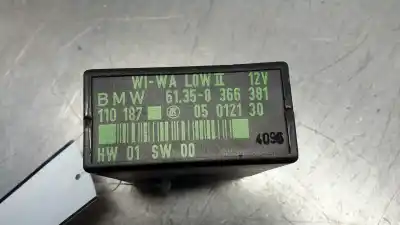 WI-WA LOW II 12V
BMW 61.35-8 366 381
110 187 05 0121 30
4096
HW 01 SW 00